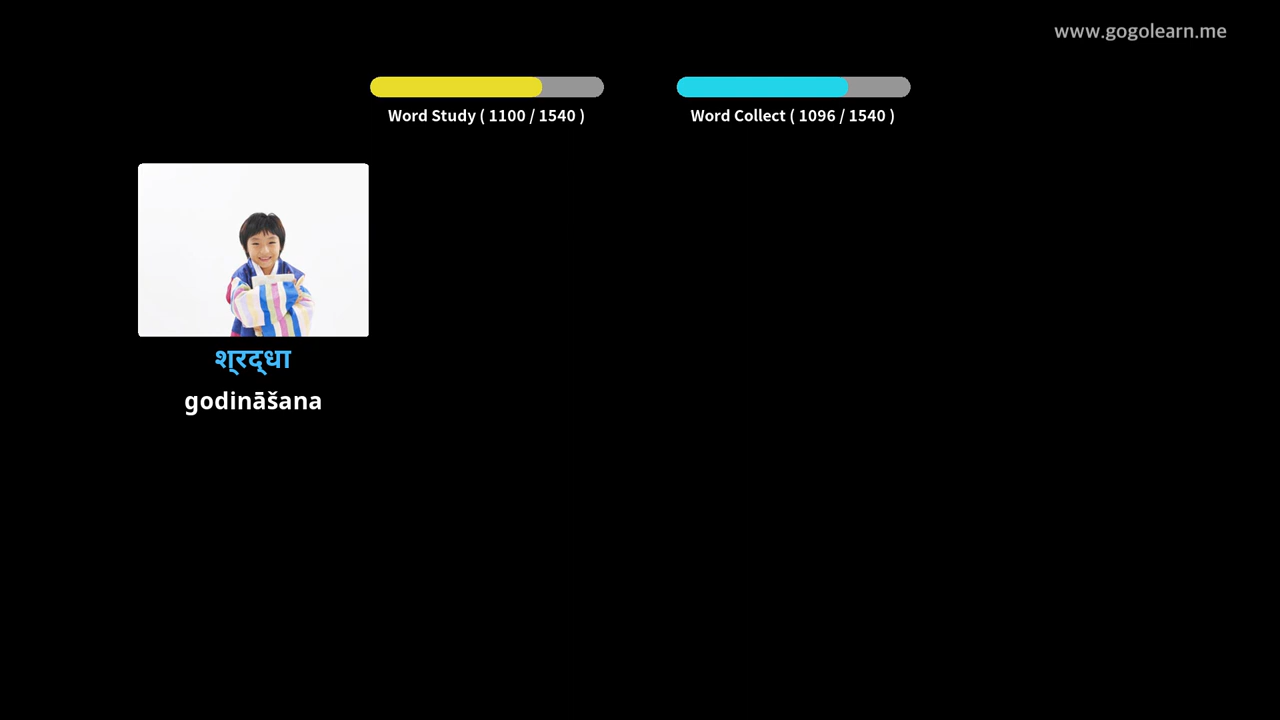 www.gogolearn.me
Word Study ( 1100 / 1540 )
Word Collect ( 1096 / 1540 )
श्रद्धा
godināšana